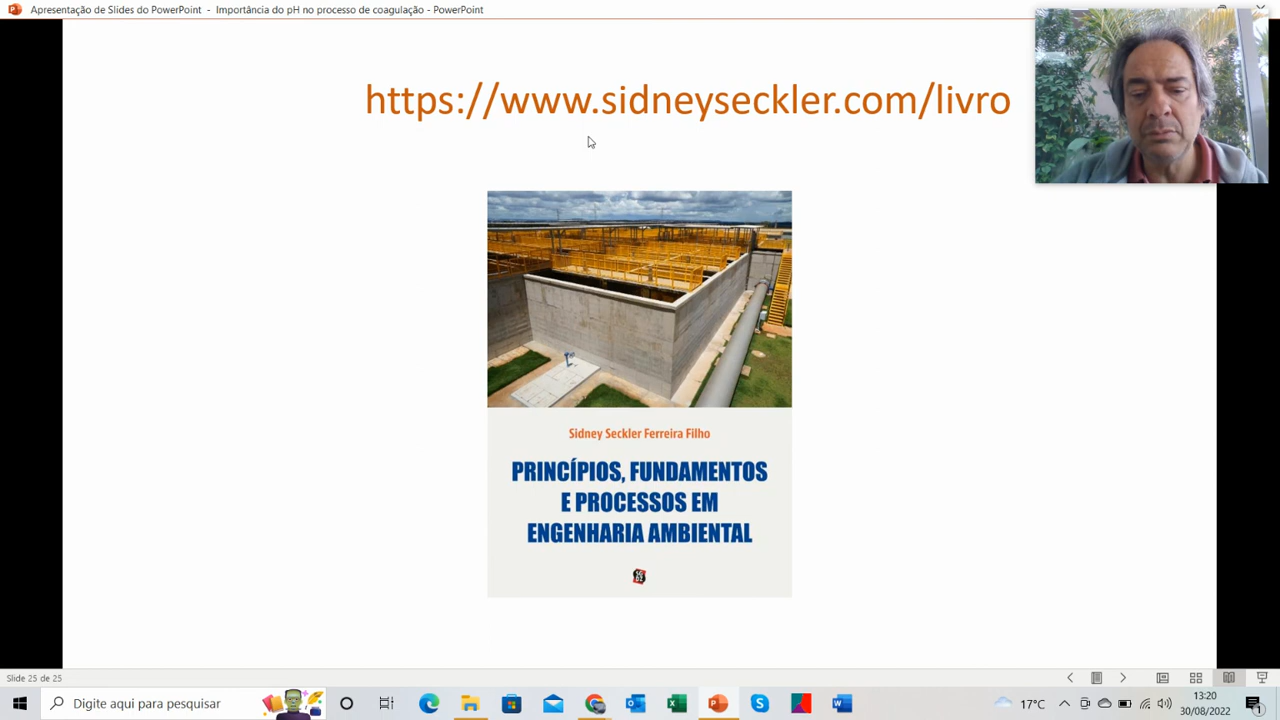 Apresentação de Slides do PowerPoint - Importância do pH no processo de coagulação - PowerPoint
https://www.sidneyseckler.com/livro
Sidney Seckler Ferreira Filho
PRINCÍPIOS, FUNDAMENTOS
E PROCESSOS EM
ENGENHARIA AMBIENTAL
Slide 25 de 25
Digite aqui para pesquisar
17°C
13:20
30/08/2022
1